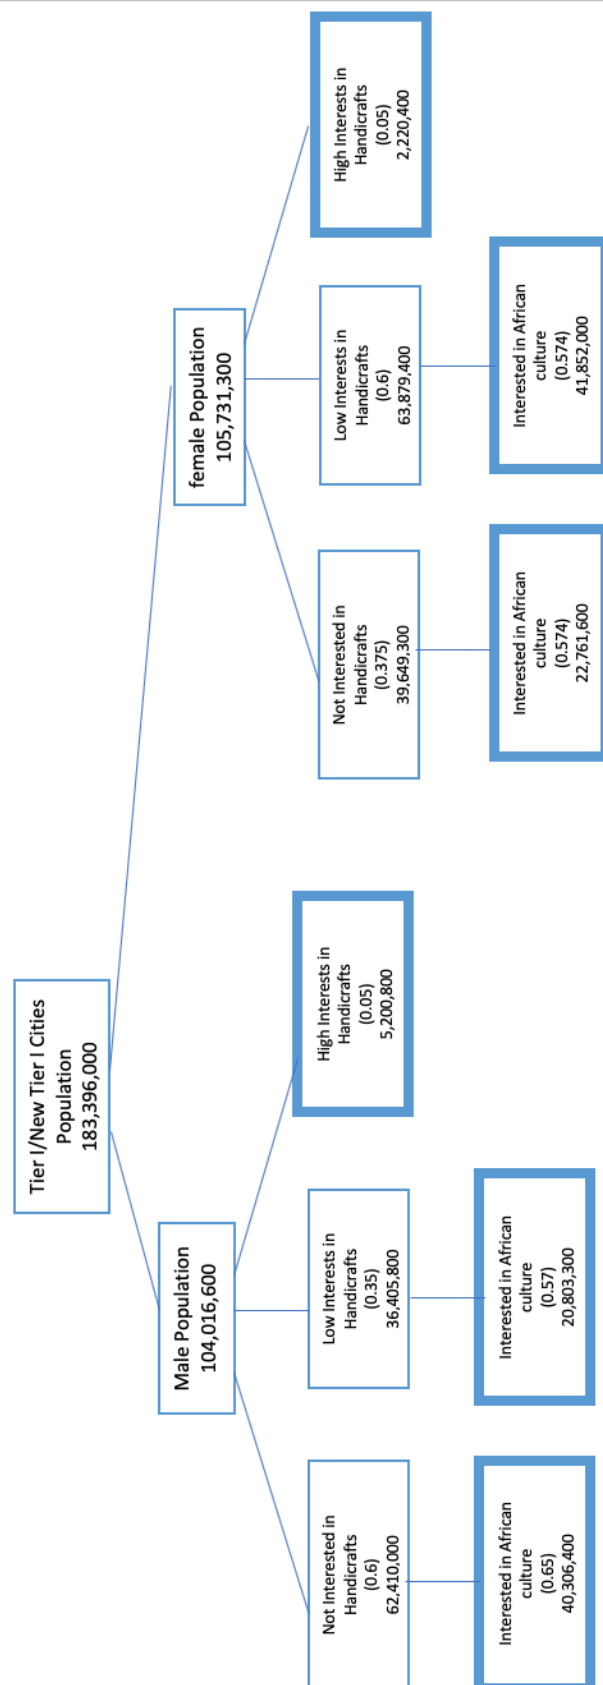 Tier I/New Tier I Cities
Population
183,396,000
Male Population
104,016,600
female Population
105,731,300
Not Interested in
Handicrafts
(0.6)
62,410,000
Low Interests in
Handicrafts
(0.35)
36,405,800
High Interests in
Handicrafts
(0.05)
5,200,800
Not Interested in
Handicrafts
(0.375)
39,649,300
Low Interests in
Handicrafts
(0.6)
63,879,400
High Interests in
Handicrafts
(0.05)
2,220,400
Interested in African
culture
(0.65)
40,306,400
Interested in African
culture
(0.57)
20,803,300
Interested in African
culture
(0.574)
22,761,600
Interested in African
culture
(0.574)
41,852,000